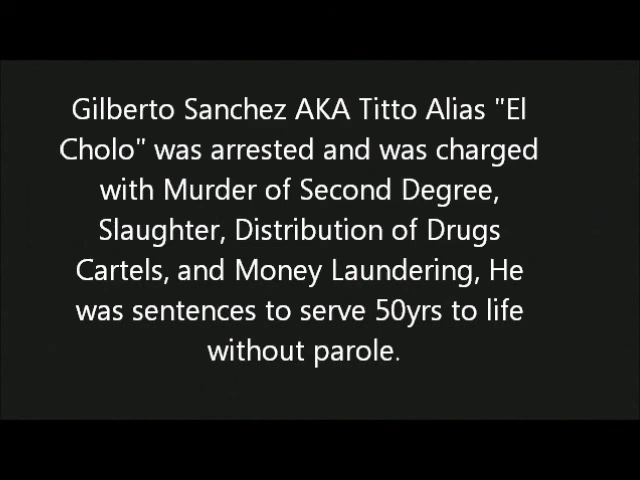 Gilberto Sanchez AKA Titto Alias "El
Cholo" was arrested and was charged
with Murder of Second Degree,
Slaughter, Distribution of Drugs
Cartels, and Money Laundering, He
was sentences to serve 50yrs to life
without parole.